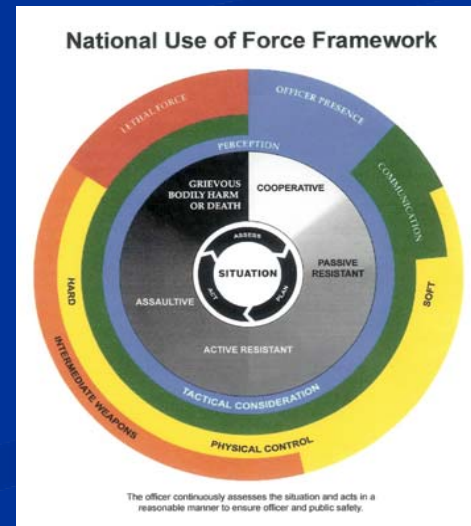 National Use of Force Framework
LETHAL FORCE
OFFICER PRESENCE
COMMUNICATION
PERCEPTION
GRIEVOUS
BODILY HARM
OR DEATH
COOPERATIVE
ASSESS
SITUATION
ACT
PLAN
PASSIVE
RESISTANT
ASSAULTIVE
ACTIVE RESISTANT
HARD
SOFT
TACTICAL CONSIDERATION
INTERMEDIATE WEAPONS
PHYSICAL CONTROL
The officer continuously assesses the situation and acts in a
reasonable manner to ensure officer and public safety.